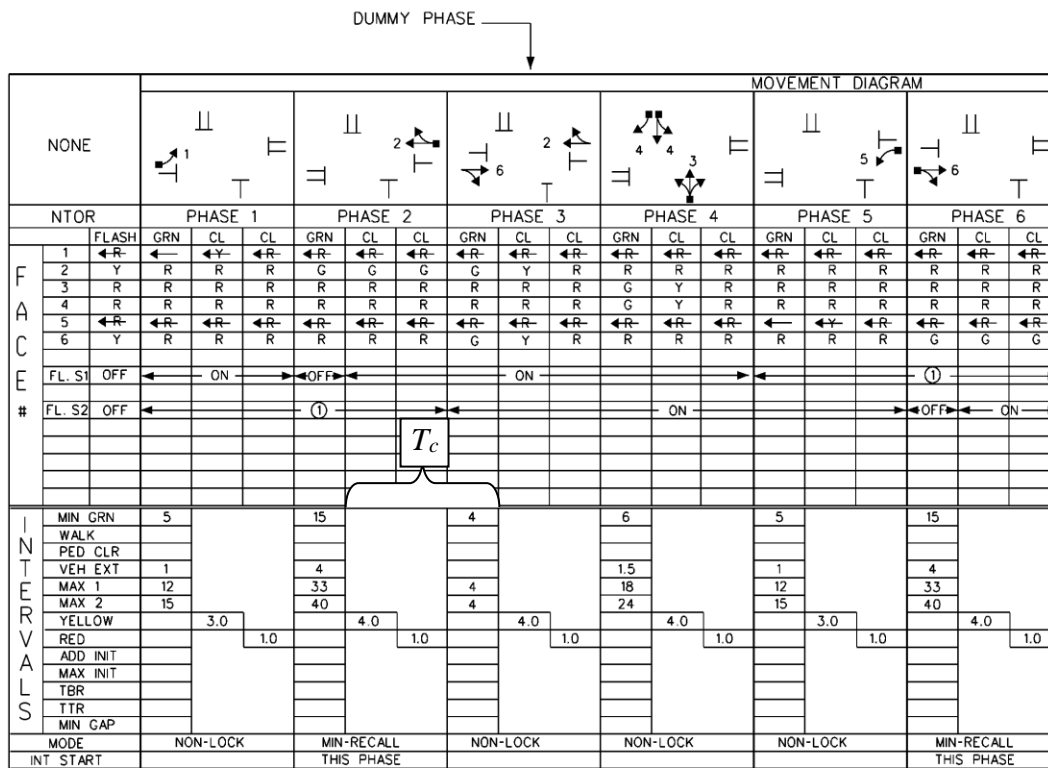 DUMMY PHASE
MOVEMENT DIAGRAM
NONE
1
2
6 2
4 4 3
5
6
NTOR PHASE 1 PHASE 2 PHASE 3 PHASE 4 PHASE 5 PHASE 6
FLASH GRN CL CL GRN CL CL GRN CL CL GRN CL CL GRN CL CL GRN CL CL
FACE #
1 R Y R R R R R R R R R R R R R R R R
2 Y R R R G G G G Y R R R R R R R R R R
3 R R R R R R R R R R G Y R R R R R R R
4 R R R R R R R R R R G Y R R R R R R R
5 R R R R R R R R R R R R R Y R R R R
6 Y R R R R R R G Y R R R R R R R G G G
FL. S1 OFF ON OFF ON 1
FL. S2 OFF 1 ON OFF ON
Tc
INTERVALS
MIN GRN 5 15 4 6 5 15
WALK
PED CLR
VEH EXT 1 4 1.5 1 4
MAX 1 12 33 4 18 12 33
MAX 2 15 40 4 24 15 40
YELLOW 3.0 4.0 4.0 4.0 3.0 4.0
RED 1.0 1.0 1.0 1.0 1.0 1.0
ADD INIT
MAX INIT
TBR
TTR
MIN GAP
MODE NON-LOCK MIN-RECALL NON-LOCK NON-LOCK NON-LOCK MIN-RECALL
INT START THIS PHASE THIS PHASE